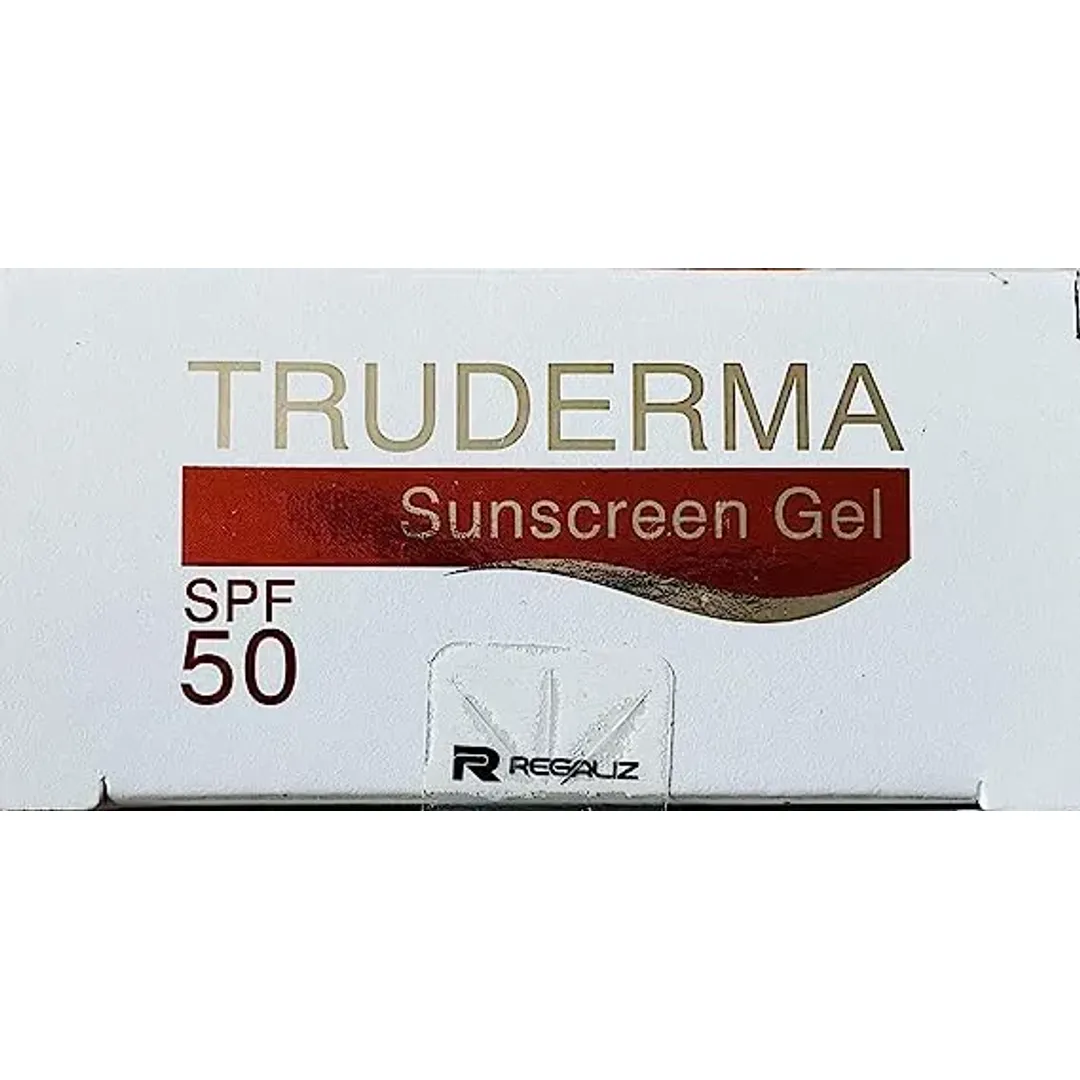 TRUDERMA
Sunscreen Gel
SPF
50
REGALIZ